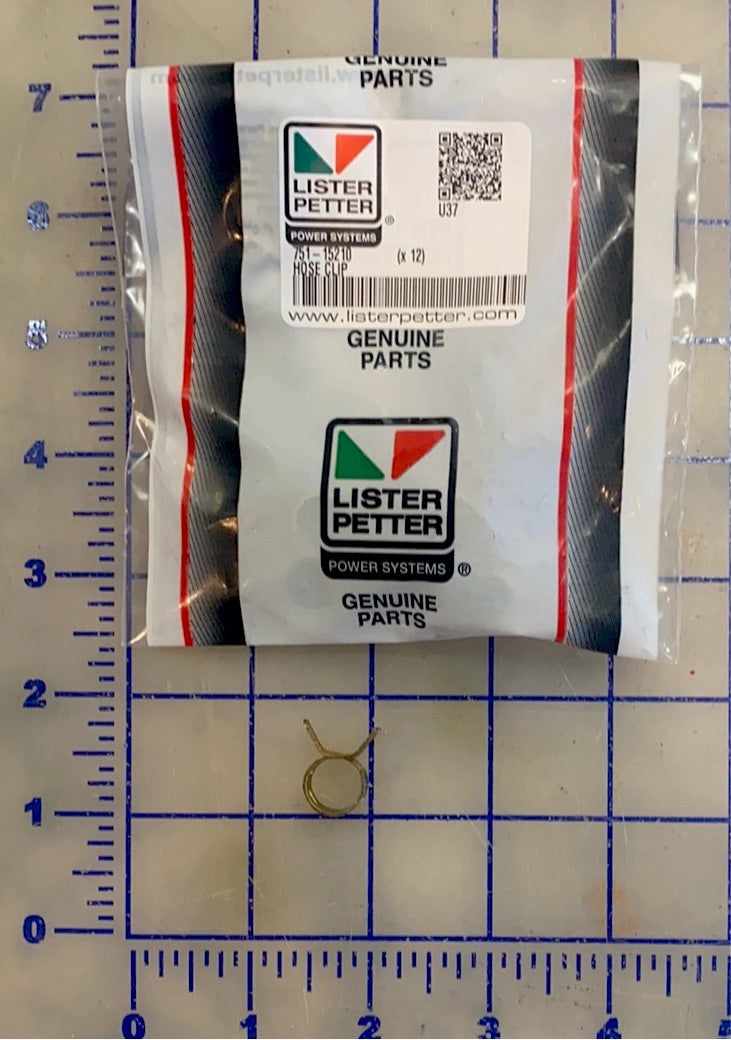 GENUINE
PARTS
LISTER
PETTER
®
POWER SYSTEMS
U37
751-15210 (x 12)
HOSE CLIP
www.listerpetter.com
GENUINE
PARTS
LISTER
PETTER
POWER SYSTEMS ®
GENUINE
PARTS
7
6
5
4
3
2
1
0
0 1 2 3 4 5